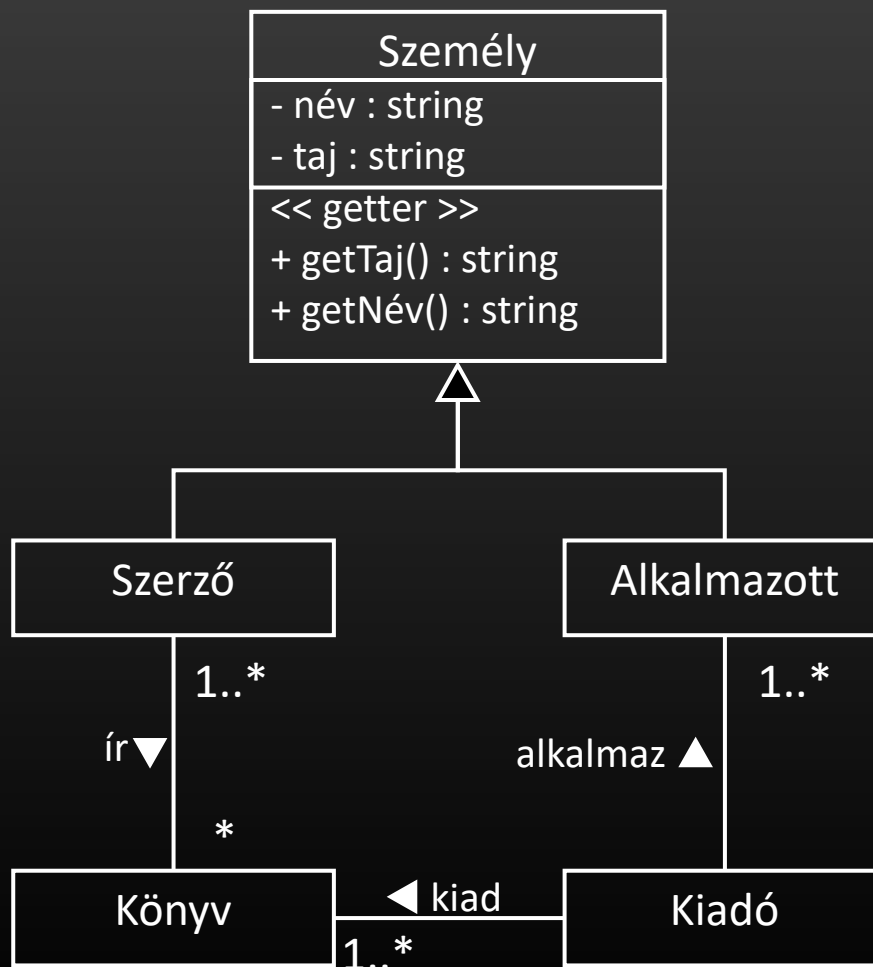 Személy
- név : string
- taj : string
<< getter >>
+ getTaj() : string
+ getNév() : string
Szerző
Alkalmazott
1..*
1..*
ír
alkalmaz
*
Könyv
kiad
Kiadó
1..*